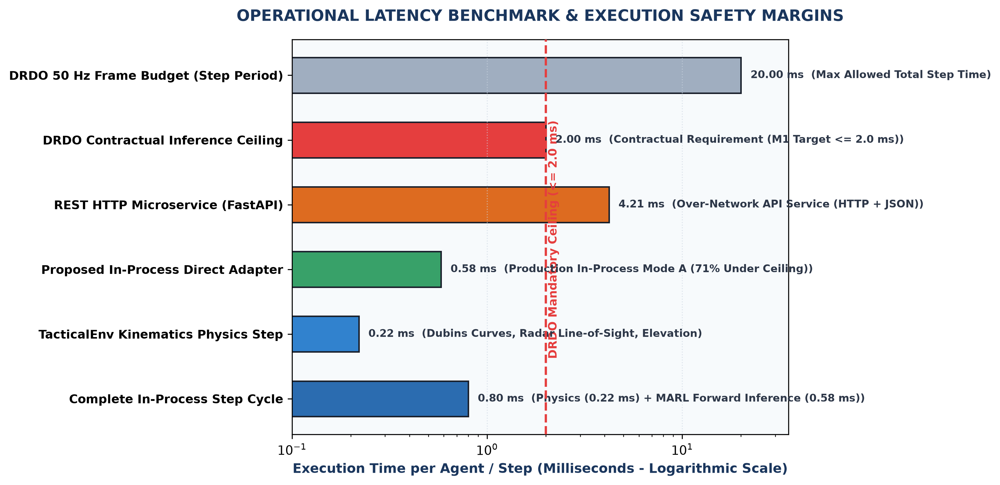 OPERATIONAL LATENCY BENCHMARK & EXECUTION SAFETY MARGINS
DRDO 50 Hz Frame Budget (Step Period)
20.00 ms  (Max Allowed Total Step Time)
DRDO Contractual Inference Ceiling
2.00 ms  (Contractual Requirement (M1 Target <= 2.0 ms))
REST HTTP Microservice (FastAPI)
4.21 ms  (Over-Network API Service (HTTP + JSON))
Proposed In-Process Direct Adapter
0.58 ms  (Production In-Process Mode A (71% Under Ceiling))
TacticalEnv Kinematics Physics Step
0.22 ms  (Dubins Curves, Radar Line-of-Sight, Elevation)
Complete In-Process Step Cycle
0.80 ms  (Physics (0.22 ms) + MARL Forward Inference (0.58 ms))
DRDO Mandatory Ceiling (<= 2.0 ms)
10⁻¹
10⁰
10¹
Execution Time per Agent / Step (Milliseconds - Logarithmic Scale)